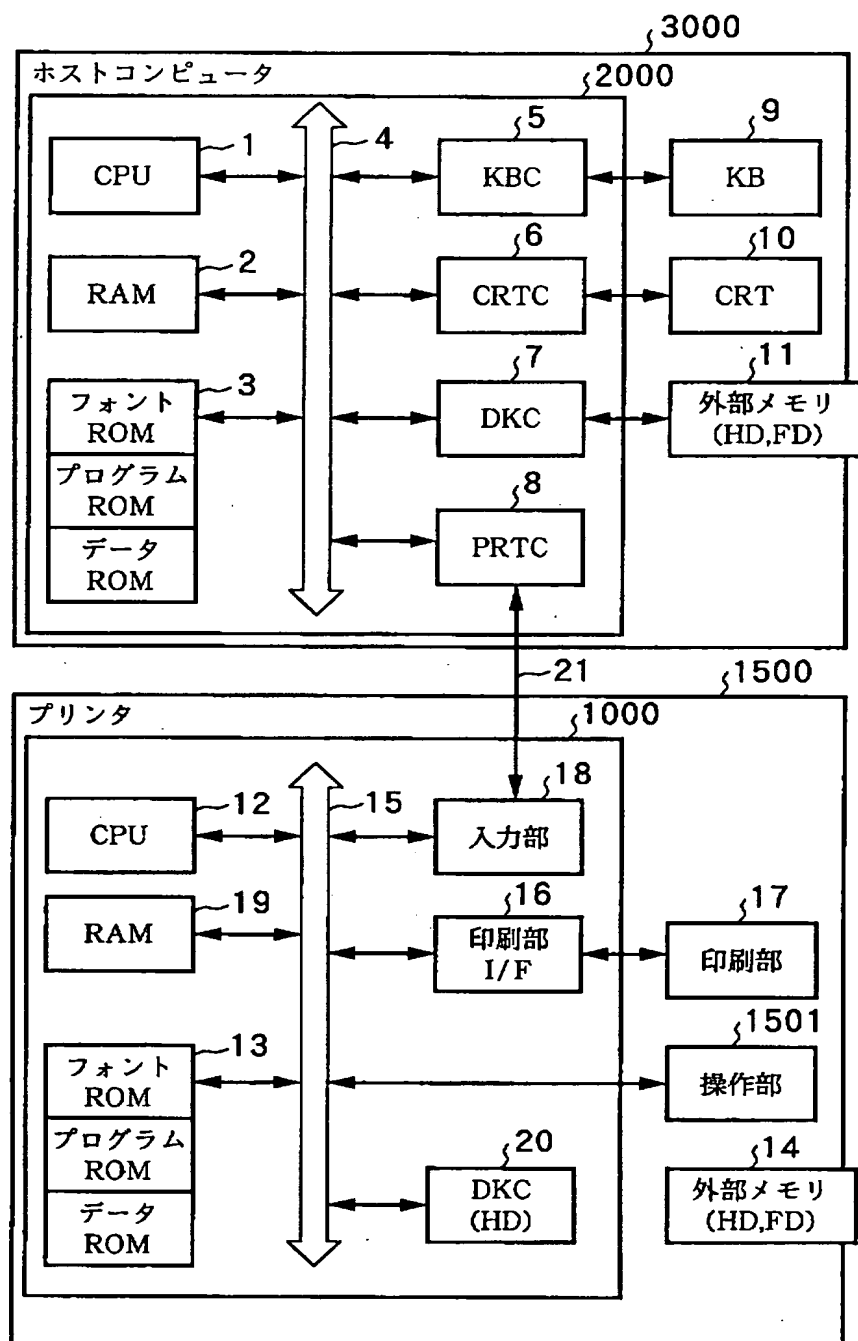 3000
ホストコンピュータ
2000
1
4
5
9
CPU
KBC
KB
2
6
10
RAM
CRTC
CRT
3
7
11
フォント
ROM
DKC
外部メモリ
(HD,FD)
プログラム
ROM
8
データ
ROM
PRTC
21
1500
プリンタ
1000
12
15
18
CPU
入力部
19
16
17
RAM
印刷部
I/F
印刷部
13
1501
フォント
ROM
操作部
プログラム
ROM
20
14
データ
ROM
DKC
(HD)
外部メモリ
(HD,FD)